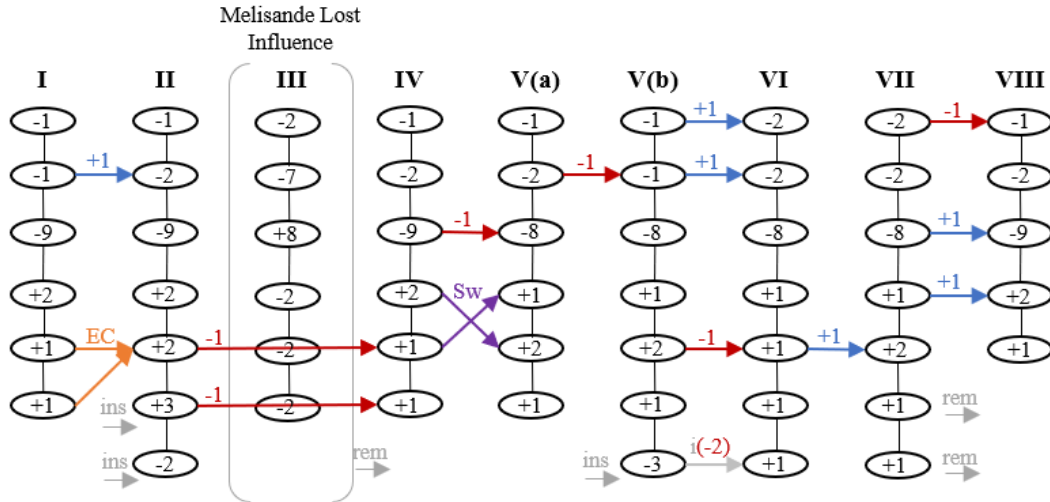 Melisande Lost
Influence
I II III IV V(a) V(b) VI VII VIII
-1 -1 -2 -1 -1 -1 +1 -2 -2 -1 -1
-1 +1 -2 -7 -2 -2 -1 -1 +1 -2 -2 -2
-9 -9 +8 -9 -1 -8 -8 -8 -8 +1 -9
+2 +2 -2 +2 Sw +1 +1 +1 +1 +1 +2
+1 EC +2 -1 -2 +1 +2 +2 -1 +1 +1 +2 +1
+1 ins +3 -1 -2 +1 +1 +1 +1 +1 rem
ins -2 rem ins -3 i(-2) +1 +1 rem